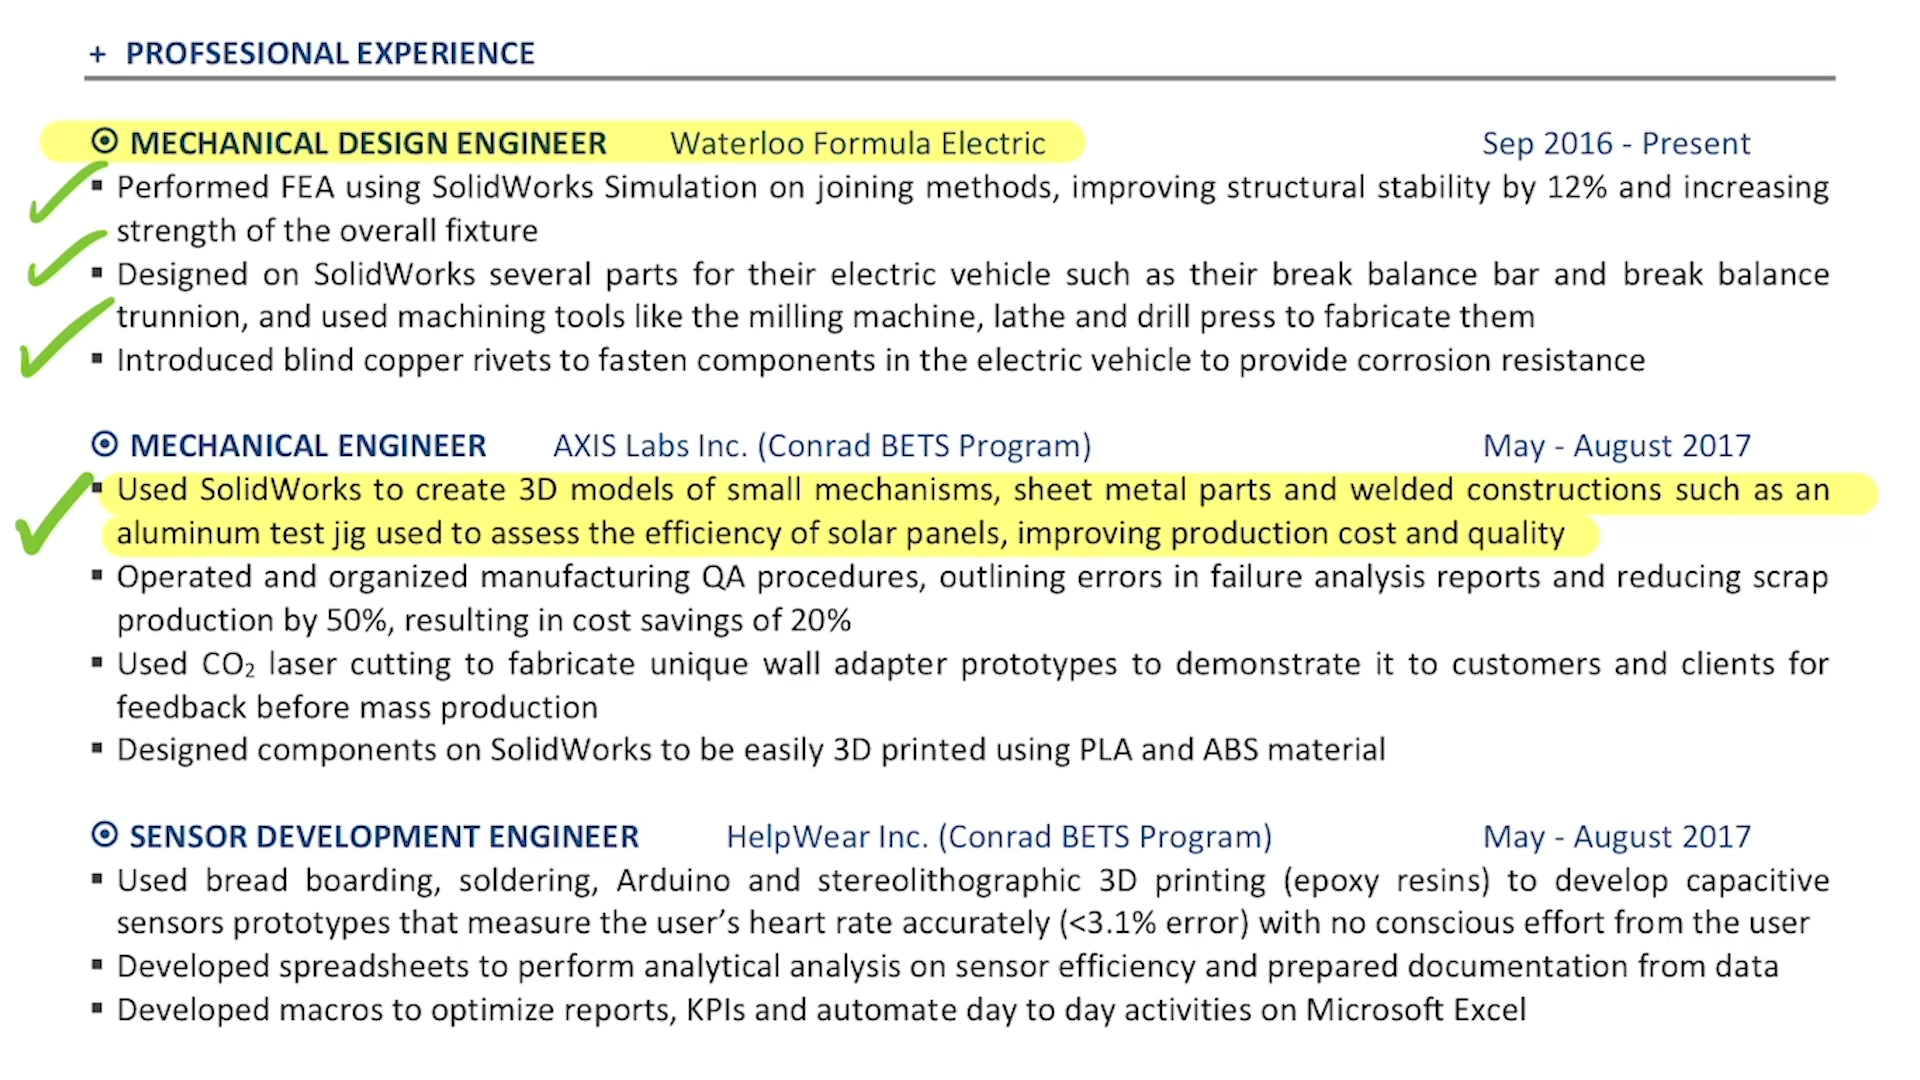 + PROFSESIONAL EXPERIENCE
MECHANICAL DESIGN ENGINEER Waterloo Formula Electric Sep 2016 - Present
▪ Performed FEA using SolidWorks Simulation on joining methods, improving structural stability by 12% and increasing
strength of the overall fixture
▪ Designed on SolidWorks several parts for their electric vehicle such as their break balance bar and break balance
trunnion, and used machining tools like the milling machine, lathe and drill press to fabricate them
▪ Introduced blind copper rivets to fasten components in the electric vehicle to provide corrosion resistance
MECHANICAL ENGINEER AXIS Labs Inc. (Conrad BETS Program) May - August 2017
▪ Used SolidWorks to create 3D models of small mechanisms, sheet metal parts and welded constructions such as an
aluminum test jig used to assess the efficiency of solar panels, improving production cost and quality
▪ Operated and organized manufacturing QA procedures, outlining errors in failure analysis reports and reducing scrap
production by 50%, resulting in cost savings of 20%
▪ Used CO₂ laser cutting to fabricate unique wall adapter prototypes to demonstrate it to customers and clients for
feedback before mass production
▪ Designed components on SolidWorks to be easily 3D printed using PLA and ABS material
SENSOR DEVELOPMENT ENGINEER HelpWear Inc. (Conrad BETS Program) May - August 2017
▪ Used bread boarding, soldering, Arduino and stereolithographic 3D printing (epoxy resins) to develop capacitive
sensors prototypes that measure the user’s heart rate accurately (<3.1% error) with no conscious effort from the user
▪ Developed spreadsheets to perform analytical analysis on sensor efficiency and prepared documentation from data
▪ Developed macros to optimize reports, KPIs and automate day to day activities on Microsoft Excel